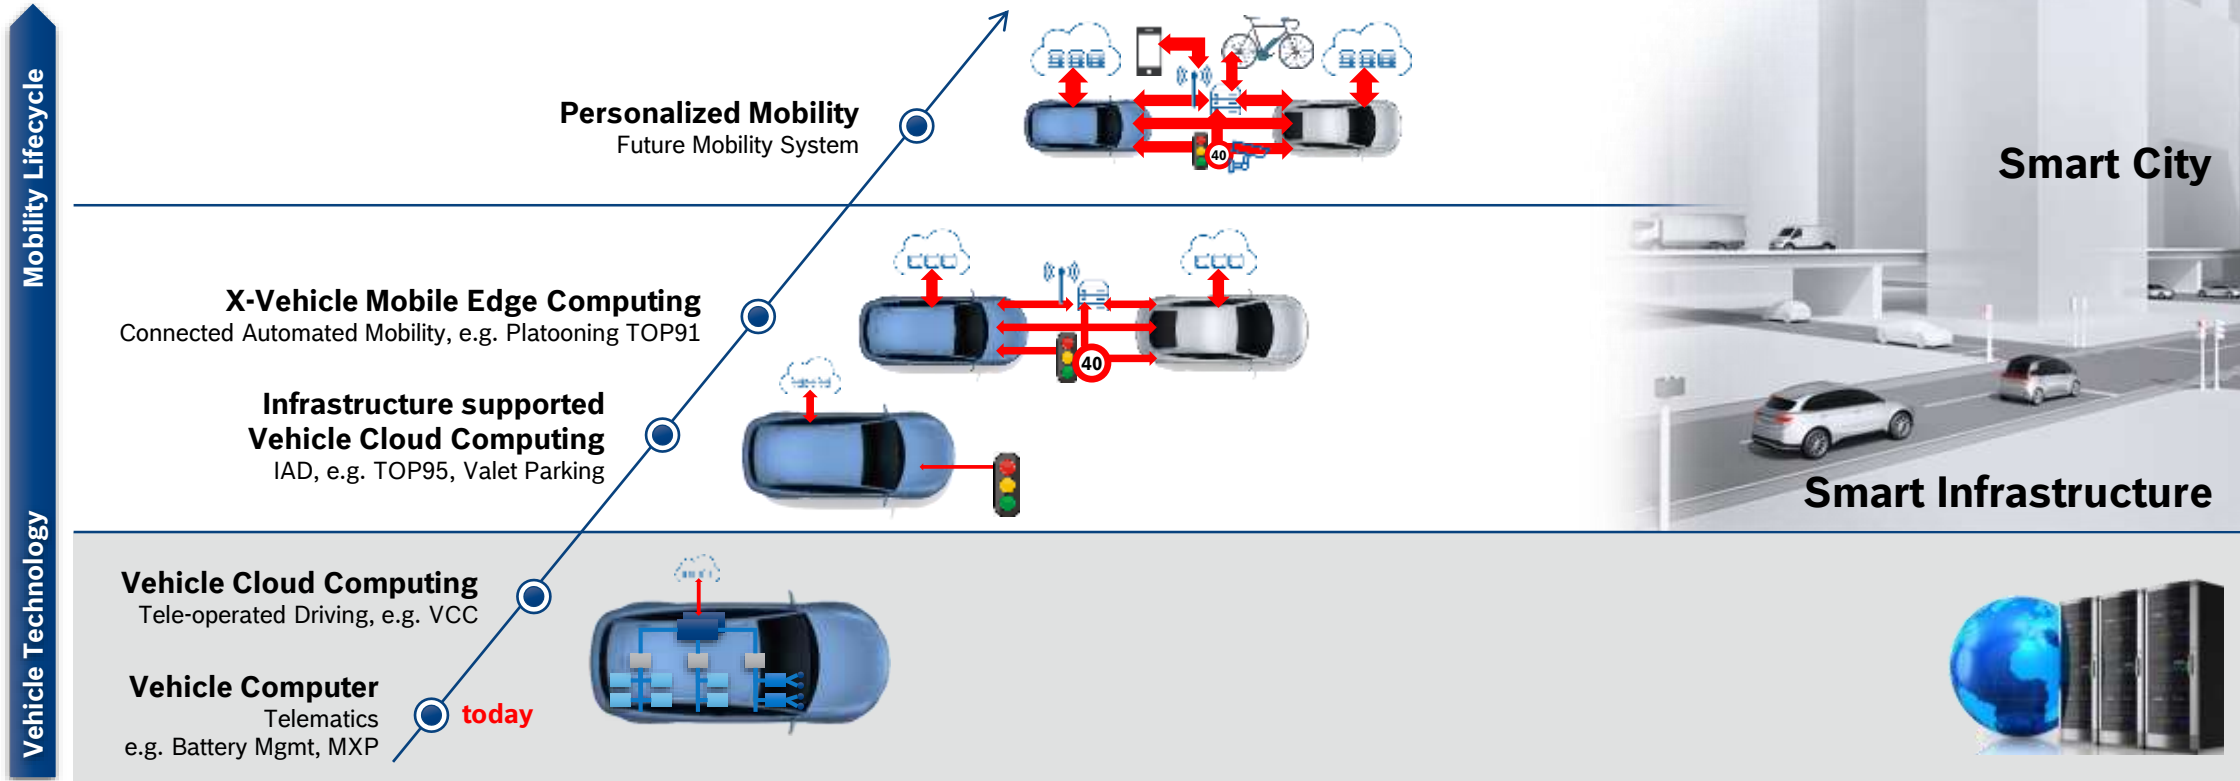 Mobility Lifecycle
Vehicle Technology
Personalized Mobility
Future Mobility System
40
Smart City
X-Vehicle Mobile Edge Computing
Connected Automated Mobility, e.g. Platooning TOP91
40
Infrastructure supported
Vehicle Cloud Computing
IAD, e.g. TOP95, Valet Parking
Smart Infrastructure
Vehicle Cloud Computing
Tele-operated Driving, e.g. VCC
Vehicle Computer
Telematics
e.g. Battery Mgmt, MXP
today